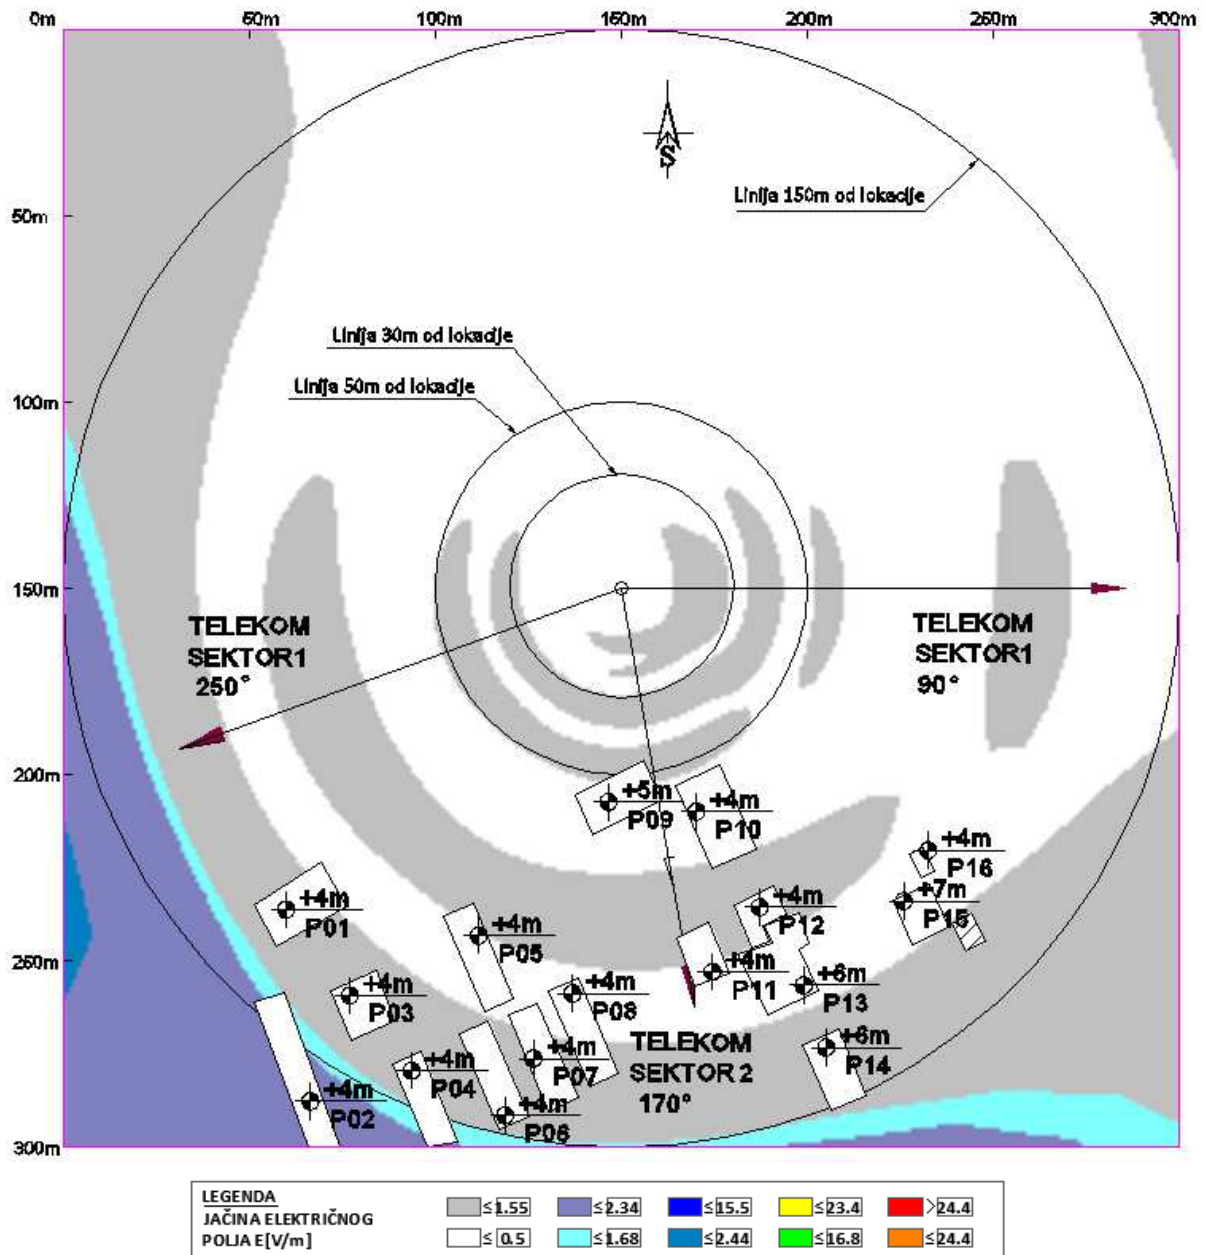 0m 50m 100m 150m 200m 250m 300m
S
Linija 150m od lokacije
50m
Linija 30m od lokacije
Linija 50m od lokacije
100m
150m
TELEKOM
SEKTOR1
250°
TELEKOM
SEKTOR1
90°
200m
+5m
P09
+4m
P10
+4m
P16
+4m
P01
+4m
P05
+4m
P12
+7m
P15
250m
+4m
P03
+4m
P08
+4m
P11
+6m
P13
+4m
P04
+4m
P07
TELEKOM
SEKTOR 2
170°
+6m
P14
+4m
P02
+4m
P06
300m
LEGENDA
JAČINA ELEKTRIČNOG
POLJA E[V/m]
≤1.55 ≤2.34 ≤15.5 ≤23.4 >24.4
≤ 0.5 ≤1.68 ≤2.44 ≤16.8 ≤24.4